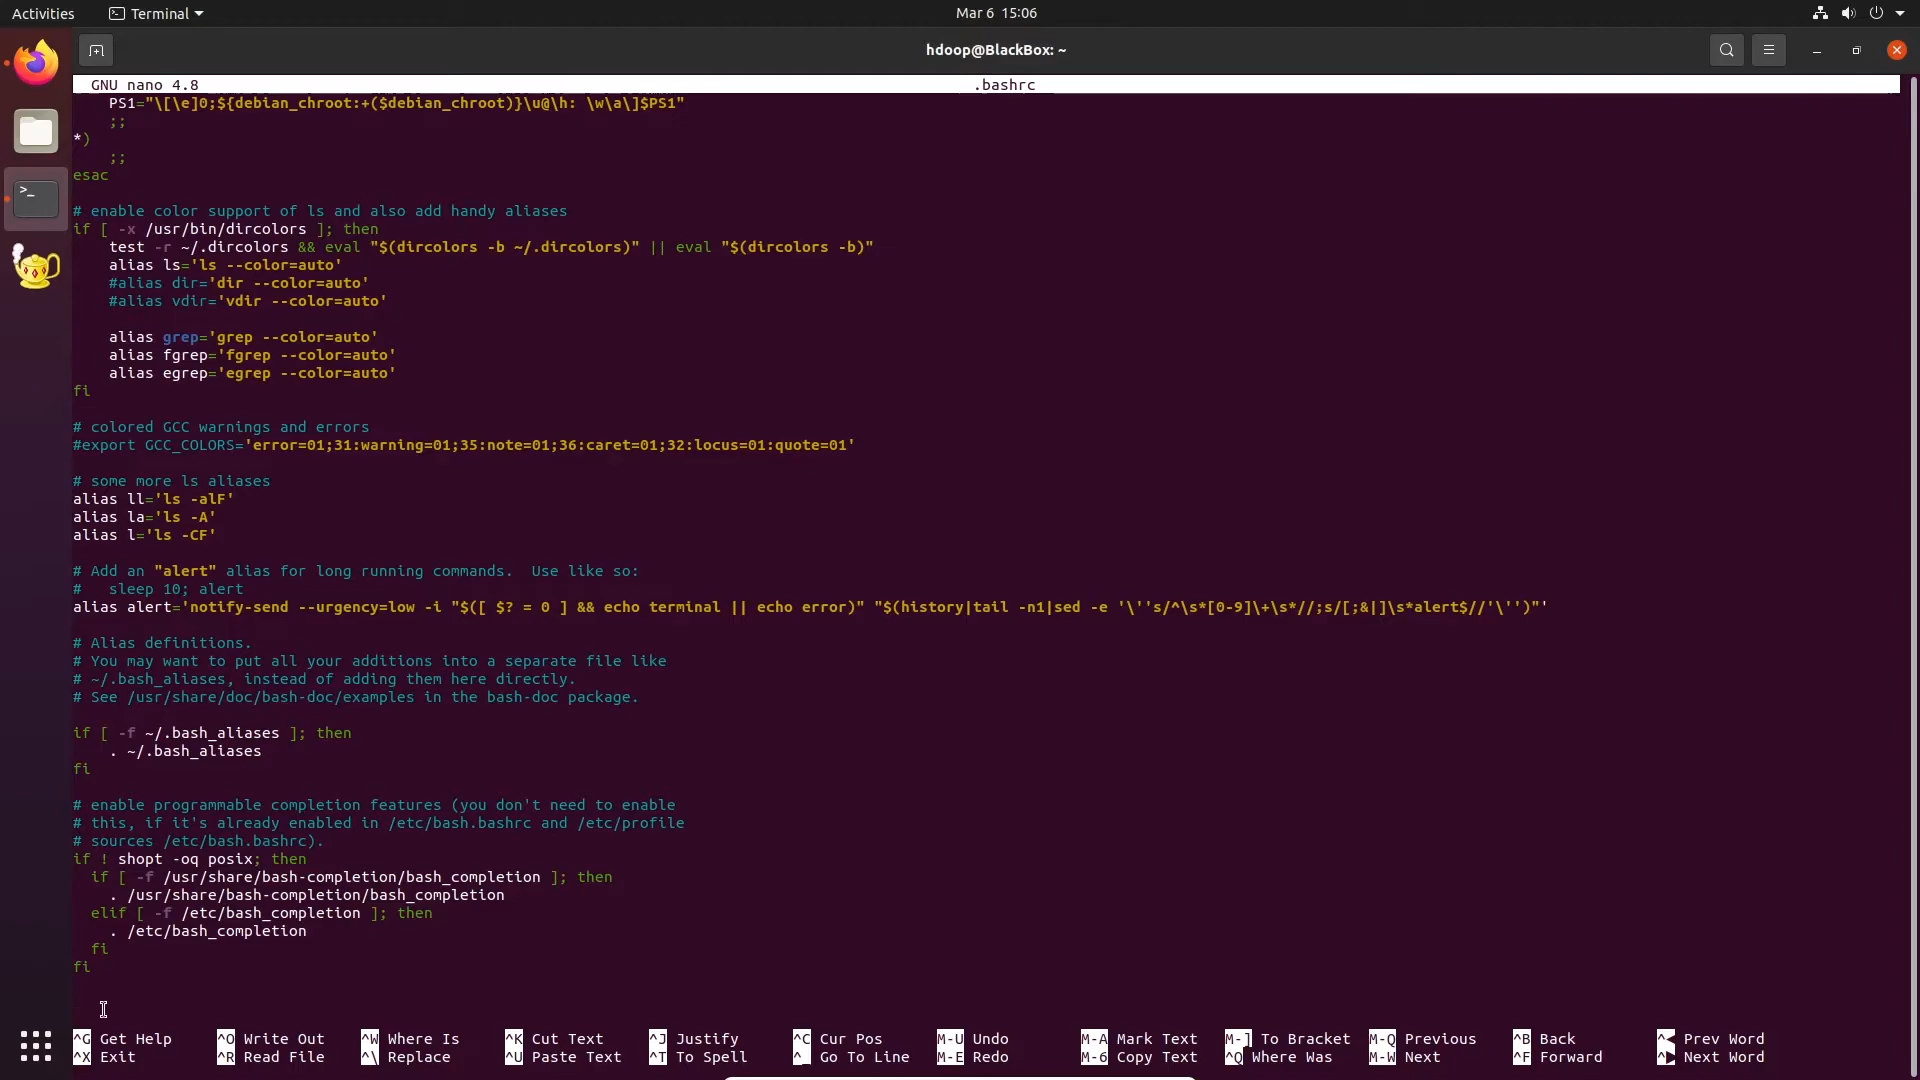 Activities Terminal Mar 6 15:06
hdoop@BlackBox: ~
GNU nano 4.8 .bashrc
    PS1="\[\e]0;${debian_chroot:+($debian_chroot)}\u@\h: \w\a\]$PS1"
    ;;
*)
    ;;
esac

# enable color support of ls and also add handy aliases
if [ -x /usr/bin/dircolors ]; then
    test -r ~/.dircolors && eval "$(dircolors -b ~/.dircolors)" || eval "$(dircolors -b)"
    alias ls='ls --color=auto'
    #alias dir='dir --color=auto'
    #alias vdir='vdir --color=auto'

    alias grep='grep --color=auto'
    alias fgrep='fgrep --color=auto'
    alias egrep='egrep --color=auto'
fi

# colored GCC warnings and errors
#export GCC_COLORS='error=01;31:warning=01;35:note=01;36:caret=01;32:locus=01:quote=01'

# some more ls aliases
alias ll='ls -alF'
alias la='ls -A'
alias l='ls -CF'

# Add an "alert" alias for long running commands.  Use like so:
#   sleep 10; alert
alias alert='notify-send --urgency=low -i "$([ $? = 0 ] && echo terminal || echo error)" "$(history|tail -n1|sed -e '\''s/^\s*[0-9]\+\s*//;s/[;&|]\s*alert$//'\'')"'

# Alias definitions.
# You may want to put all your additions into a separate file like
# ~/.bash_aliases, instead of adding them here directly.
# See /usr/share/doc/bash-doc/examples in the bash-doc package.

if [ -f ~/.bash_aliases ]; then
    . ~/.bash_aliases
fi

# enable programmable completion features (you don't need to enable
# this, if it's already enabled in /etc/bash.bashrc and /etc/profile
# sources /etc/bash.bashrc).
if ! shopt -oq posix; then
  if [ -f /usr/share/bash-completion/bash_completion ]; then
    . /usr/share/bash-completion/bash_completion
  elif [ -f /etc/bash_completion ]; then
    . /etc/bash_completion
  fi
fi

^G Get Help ^O Write Out ^W Where Is ^K Cut Text ^J Justify ^C Cur Pos M-U Undo M-A Mark Text M-] To Bracket M-Q Previous ^B Back ^◀ Prev Word
^X Exit ^R Read File ^\ Replace ^U Paste Text ^T To Spell ^_ Go To Line M-E Redo M-6 Copy Text ^Q Where Was M-W Next ^F Forward ^▶ Next Word